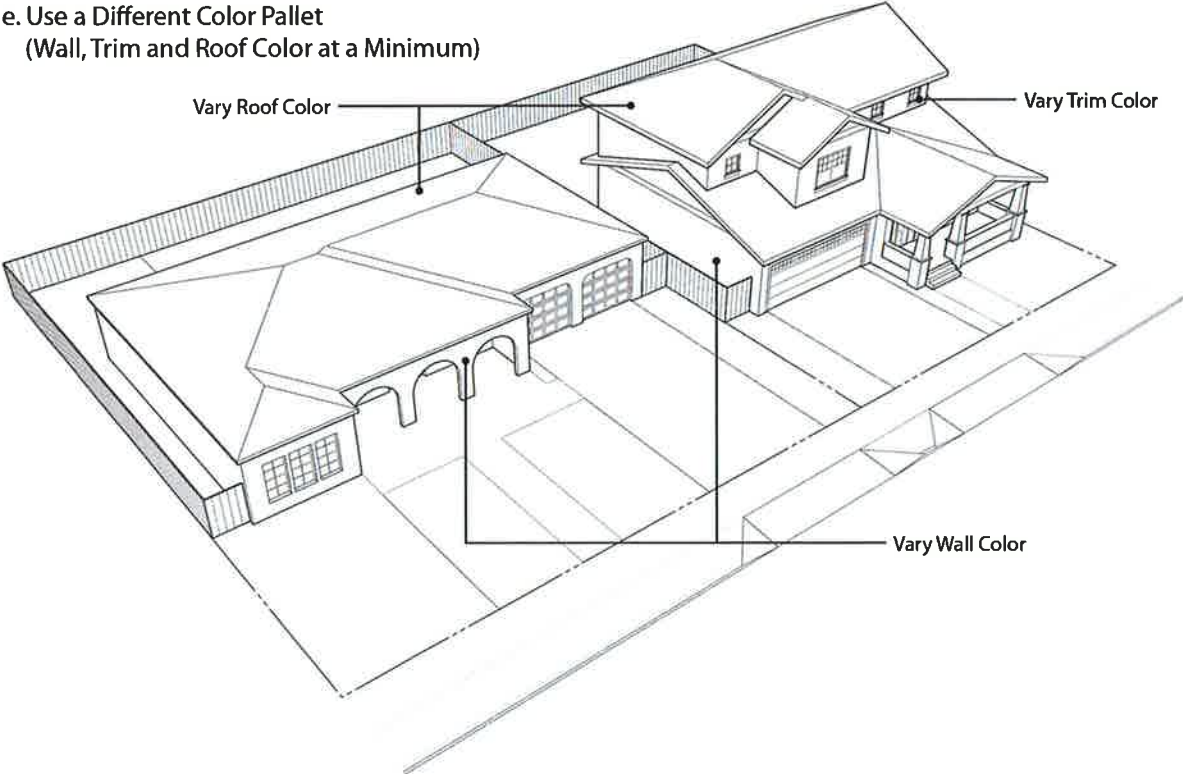 e. Use a Different Color Pallet
(Wall, Trim and Roof Color at a Minimum)
Vary Roof Color
Vary Trim Color
Vary Wall Color